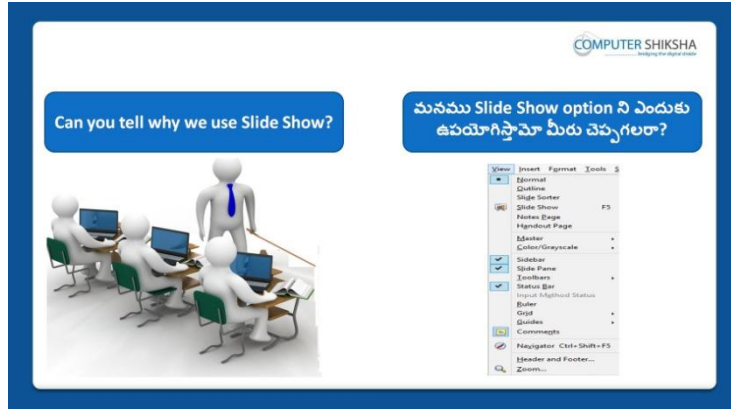 COMPUTER SHIKSHA
bridging the digital divide
Can you tell why we use Slide Show?
మనము Slide Show option ని ఎందుకు
ఉపయోగిస్తామో మీరు చెప్పగలరా?
View Insert Format Tools S
Normal
Outline
Slide Sorter
Slide Show F5
Notes Page
Handout Page
Master
Color/Grayscale
Sidebar
Slide Pane
Toolbars
Status Bar
Input Method Status
Ruler
Grid
Guides
Comments
Navigator Ctrl+Shift+F5
Header and Footer...
Zoom...